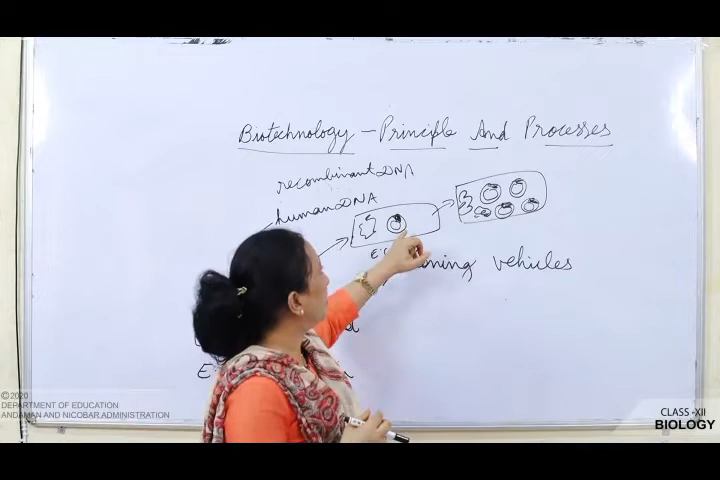 Biotechnology - Principle And Processes
recombinant DNA
human DNA
vehicles
©2020
DEPARTMENT OF EDUCATION
ANDAMAN AND NICOBAR ADMINISTRATION
CLASS -XII
BIOLOGY